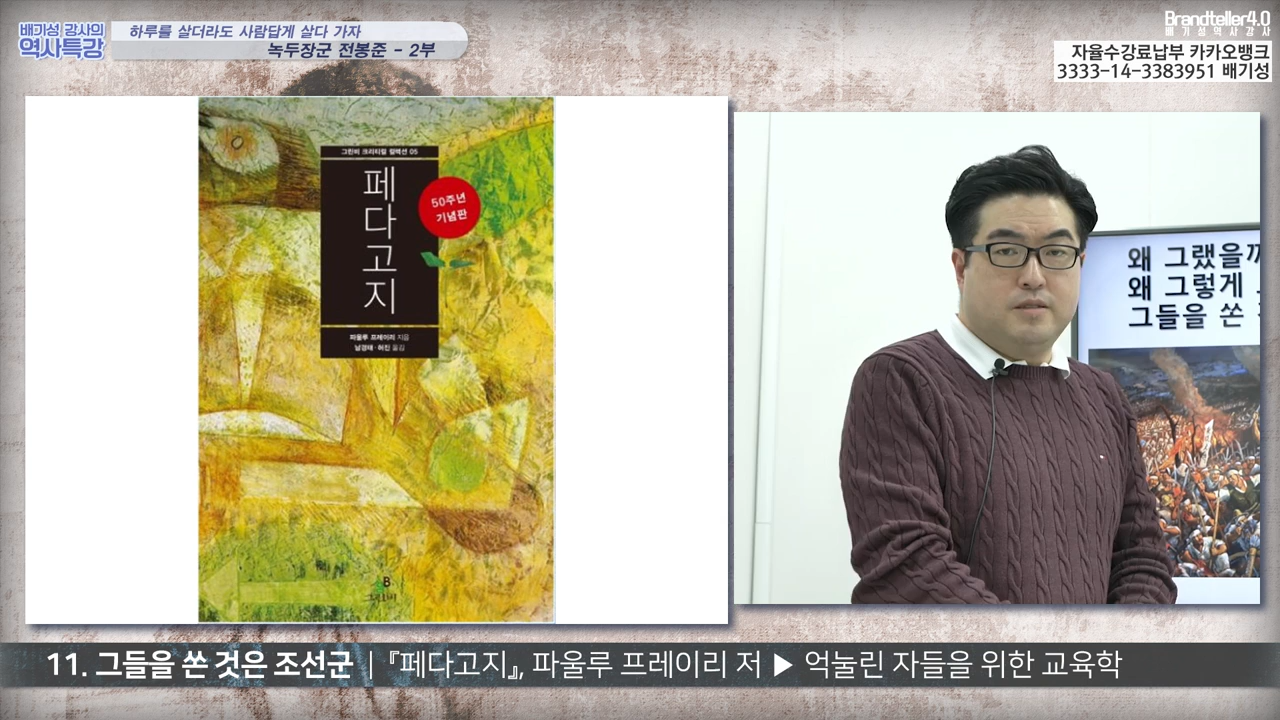 배기성 강사의
역사특강
하루를 살더라도 사람답게 살다 가자
녹두장군 전봉준 - 2부
Brandteller4.0
배기성역사강사
자율수강료납부 카카오뱅크
3333-14-3383951 배기성
그린비 크리티컬 컬렉션 05
페다고지
50주년
기념판
파울루 프레이리 지음
남경태·허진 옮김
B
그린비
왜 그랬을까
왜 그렇게
그들을 쏜
11. 그들을 쏜 것은 조선군 | 『페다고지』, 파울루 프레이리 저 ▶ 억눌린 자들을 위한 교육학